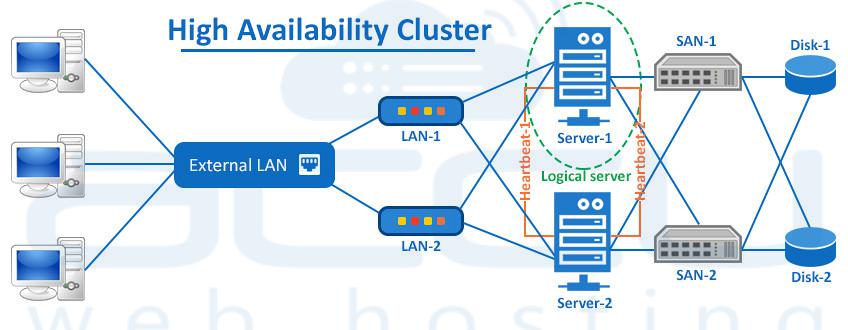 High Availability Cluster
SAN-1
Disk-1
LAN-1
Server-1
External LAN
Heartbeat-1
Heartbeat-2
Logical server
LAN-2
SAN-2
Disk-2
Server-2
web hosting